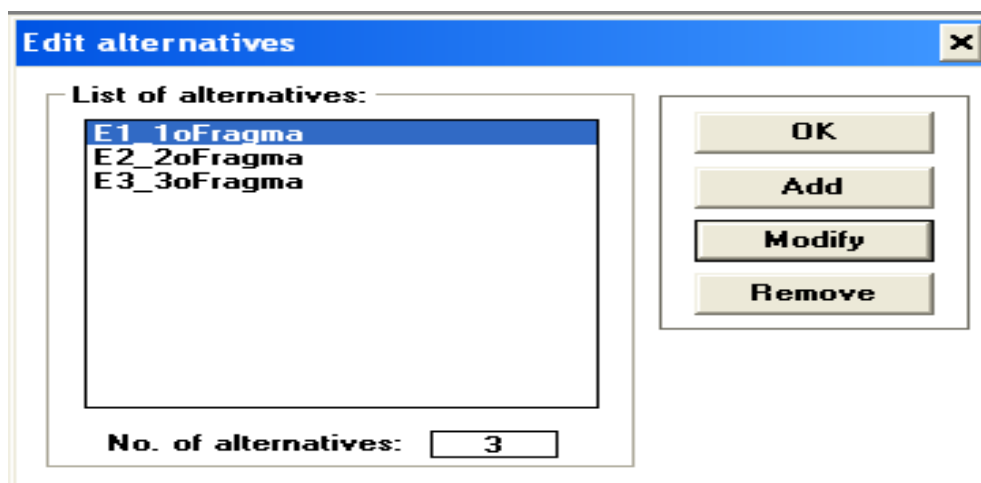 Edit alternatives
List of alternatives:
E1_1oFragma
E2_2oFragma
E3_3oFragma
No. of alternatives: 3
OK
Add
Modify
Remove